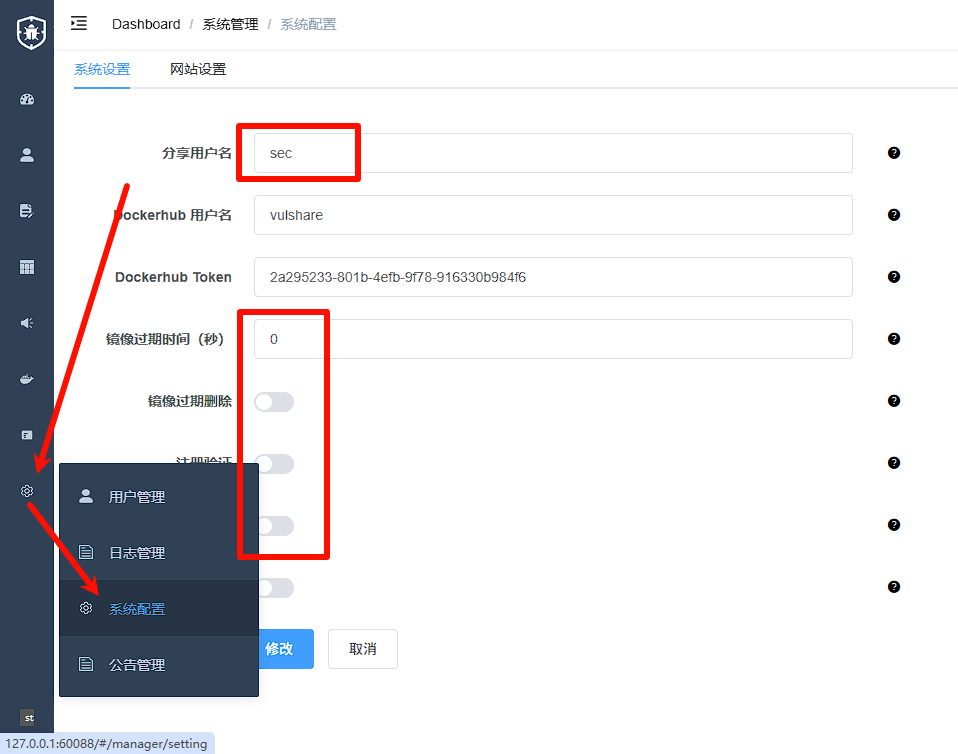 Dashboard / 系统管理 / 系统配置
系统设置 网站设置
分享用户名 sec
Dockerhub 用户名 vulshare
Dockerhub Token 2a295233-801b-4efb-9f78-916330b984f6
镜像过期时间（秒） 0
镜像过期删除
注册验证
用户管理
日志管理
系统配置
公告管理
修改 取消
st
127.0.0.1:60088/#/manager/setting